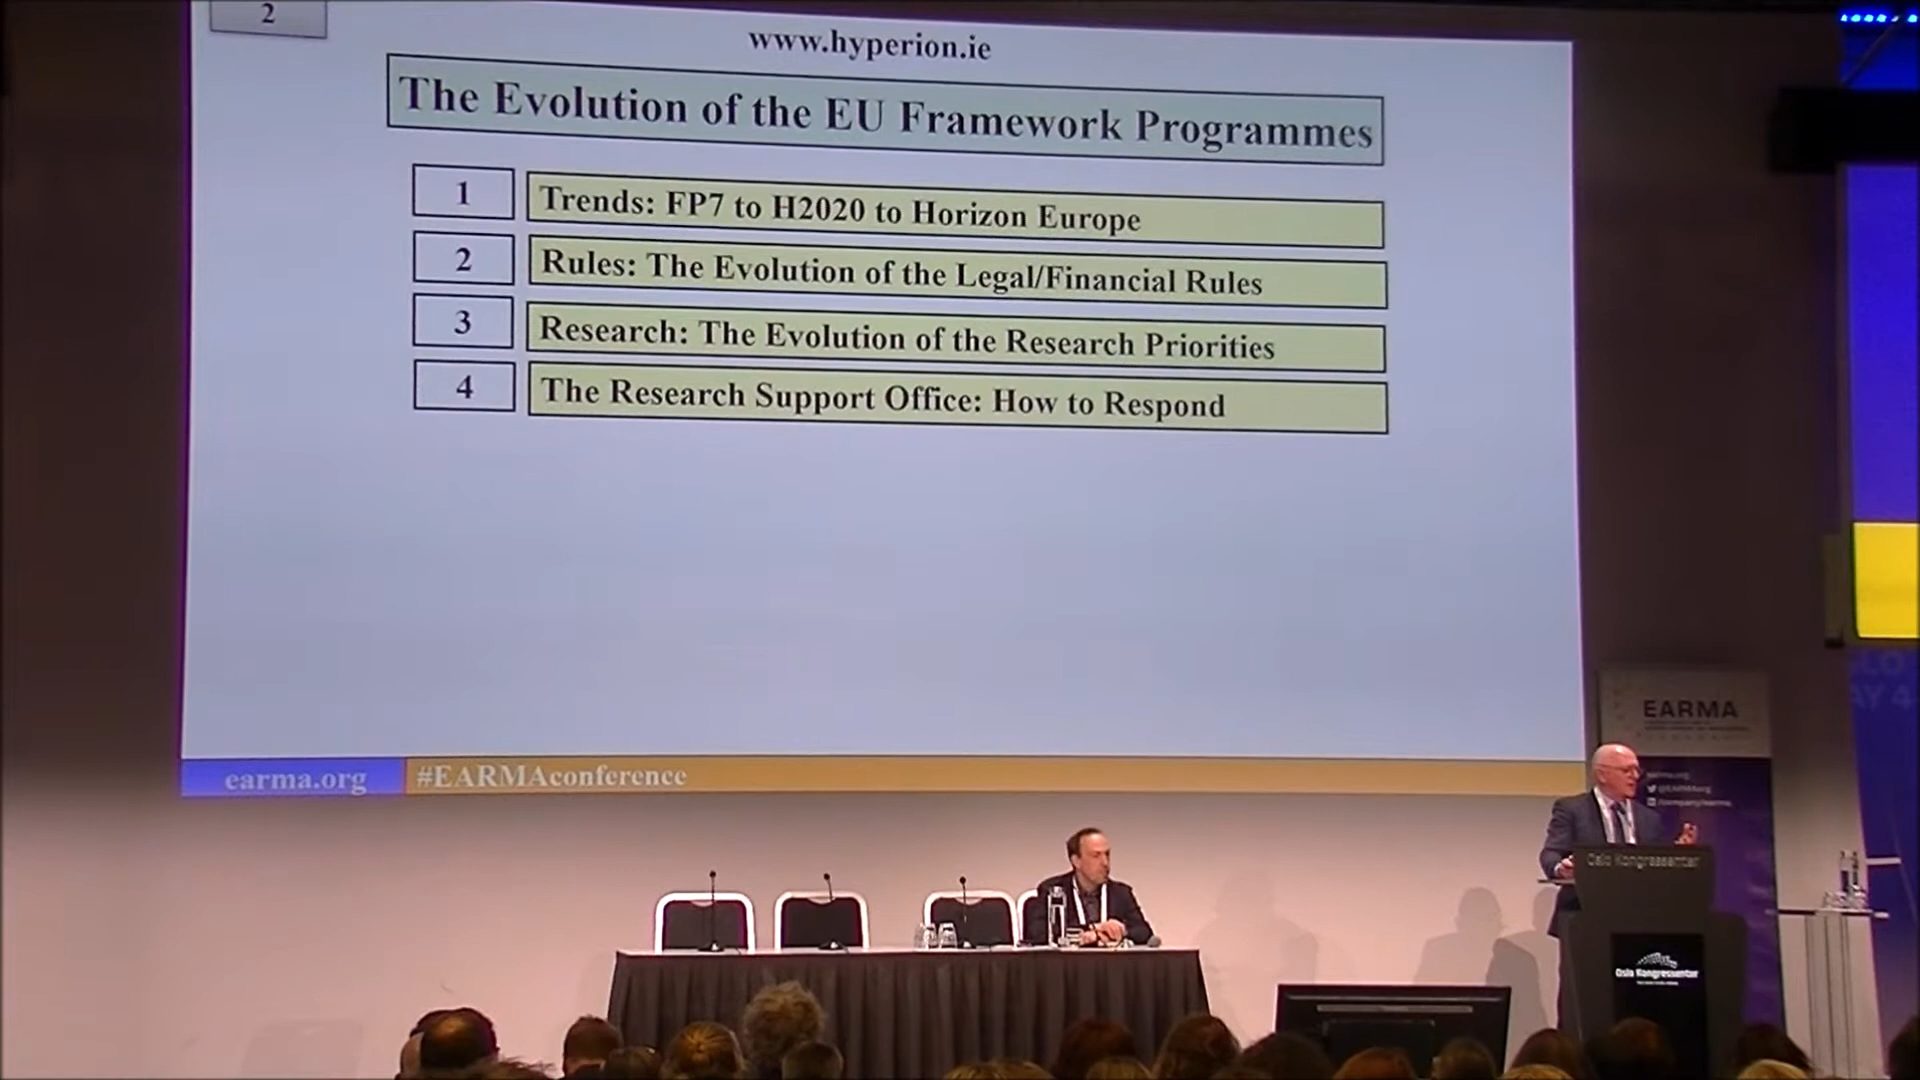 2
www.hyperion.ie
The Evolution of the EU Framework Programmes
1
Trends: FP7 to H2020 to Horizon Europe
2
Rules: The Evolution of the Legal/Financial Rules
3
Research: The Evolution of the Research Priorities
4
The Research Support Office: How to Respond
earma.org
#EARMAconference
EARMA
Oslo Kongressenter
Oslo Kongressenter